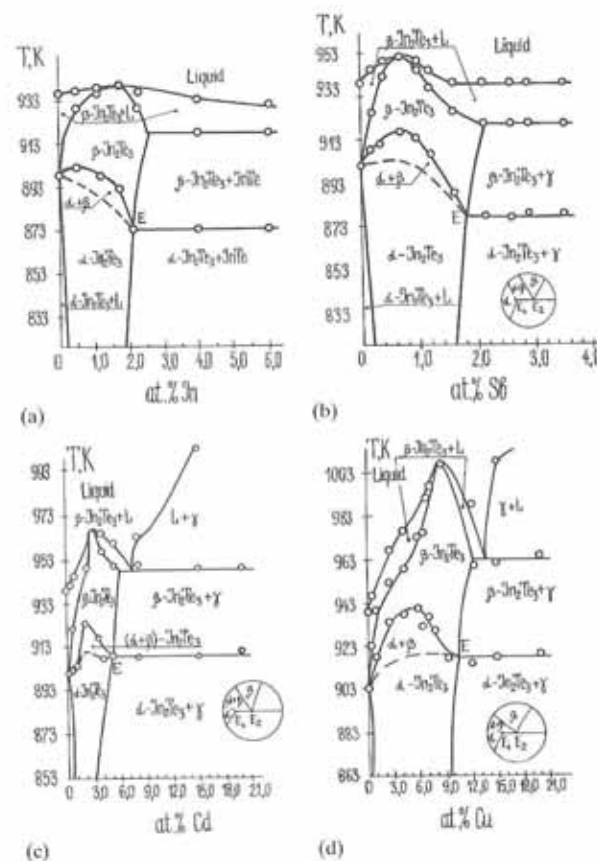 T,K
β-In₂Te₃+L
Liquid
β-In₂Te₃
α+β
β-In₂Te₃+InTe
E
α-In₂Te₃
α-In₂Te₃+InTe
α-In₂Te₃+L
933
913
893
873
853
833
0 1.0 2.0 3.0 4.0 5.0 6.0
at.% In
(a)
T,K
β-In₂Te₃+L
Liquid
β-In₂Te₃
α+β
β-In₂Te₃+γ
E
α-In₂Te₃
α-In₂Te₃+γ
α-In₂Te₃+L
953
933
913
893
873
853
833
0 1.0 2.0 3.0 4.0
at.% Sb
(b)
α α+β β
E₁ E₂
T,K
Liquid
β-In₂Te₃+L
L+γ
β-In₂Te₃
β-In₂Te₃+γ
(α+β)-In₂Te₃
E
α-In₂Te₃
α-In₂Te₃+γ
993
973
953
933
913
893
873
853
0 3,0 6,0 9,0 12,0 15,0 18,0 21,0
at% Cd
(c)
α α+β β
E₁ E₂
T,K
β-In₂Te₃+L
Liquid
γ+L
β-In₂Te₃
β-In₂Te₃+γ
α+β
E
α-In₂Te₃
α-In₂Te₃+γ
1003
983
963
943
923
903
883
863
0 3,0 6,0 9,0 12,0 15,0 18,0 21,0
at% Cu
(d)
α α+β β
E₁ E₂